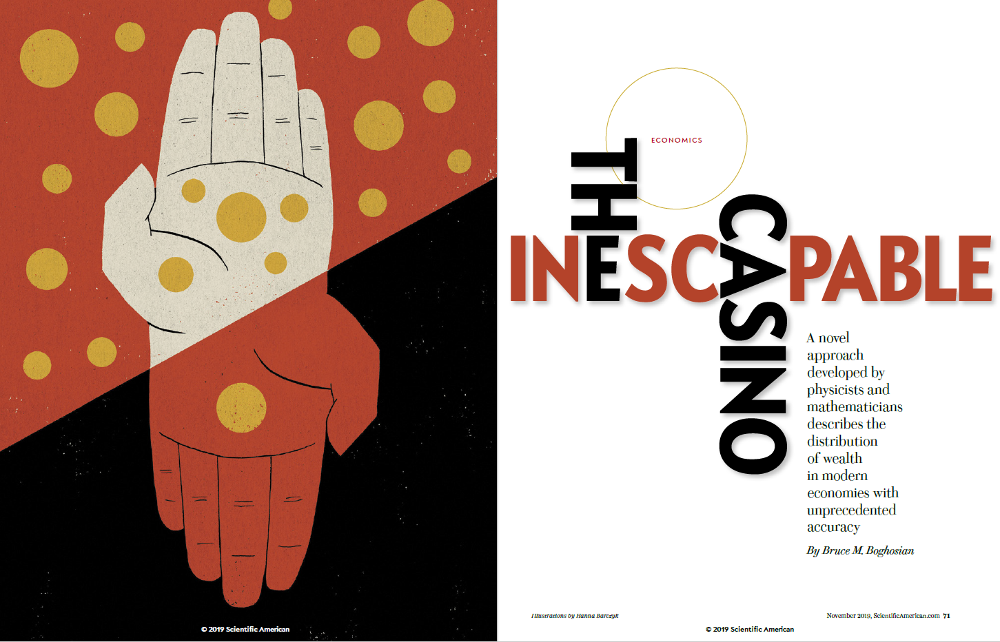 ECONOMICS
THE
INESCAPABLE
CASINO
A novel
approach
developed by
physicists and
mathematicians
describes the
distribution
of wealth
in modern
economies with
unprecedented
accuracy
By Bruce M. Boghosian
Illustrations by Hanna Barczyk
November 2019, ScientificAmerican.com 71
© 2019 Scientific American
© 2019 Scientific American